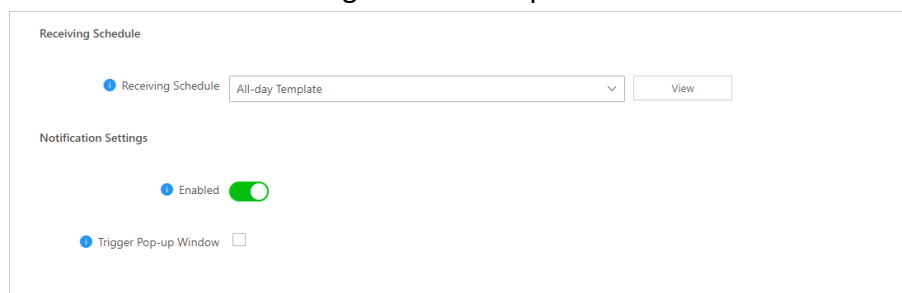 Receiving Schedule
Receiving Schedule All-day Template View
Notification Settings
Enabled
Trigger Pop-up Window